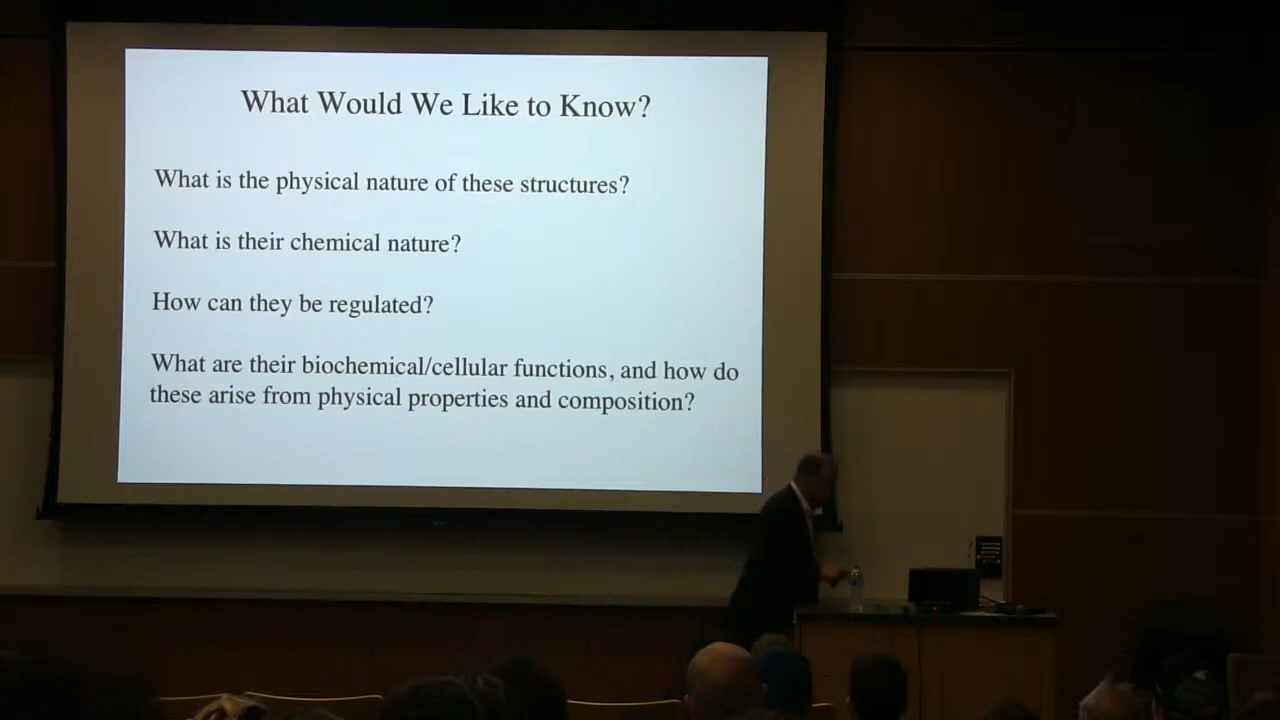 What Would We Like to Know?
What is the physical nature of these structures?
What is their chemical nature?
How can they be regulated?
What are their biochemical/cellular functions, and how do
these arise from physical properties and composition?